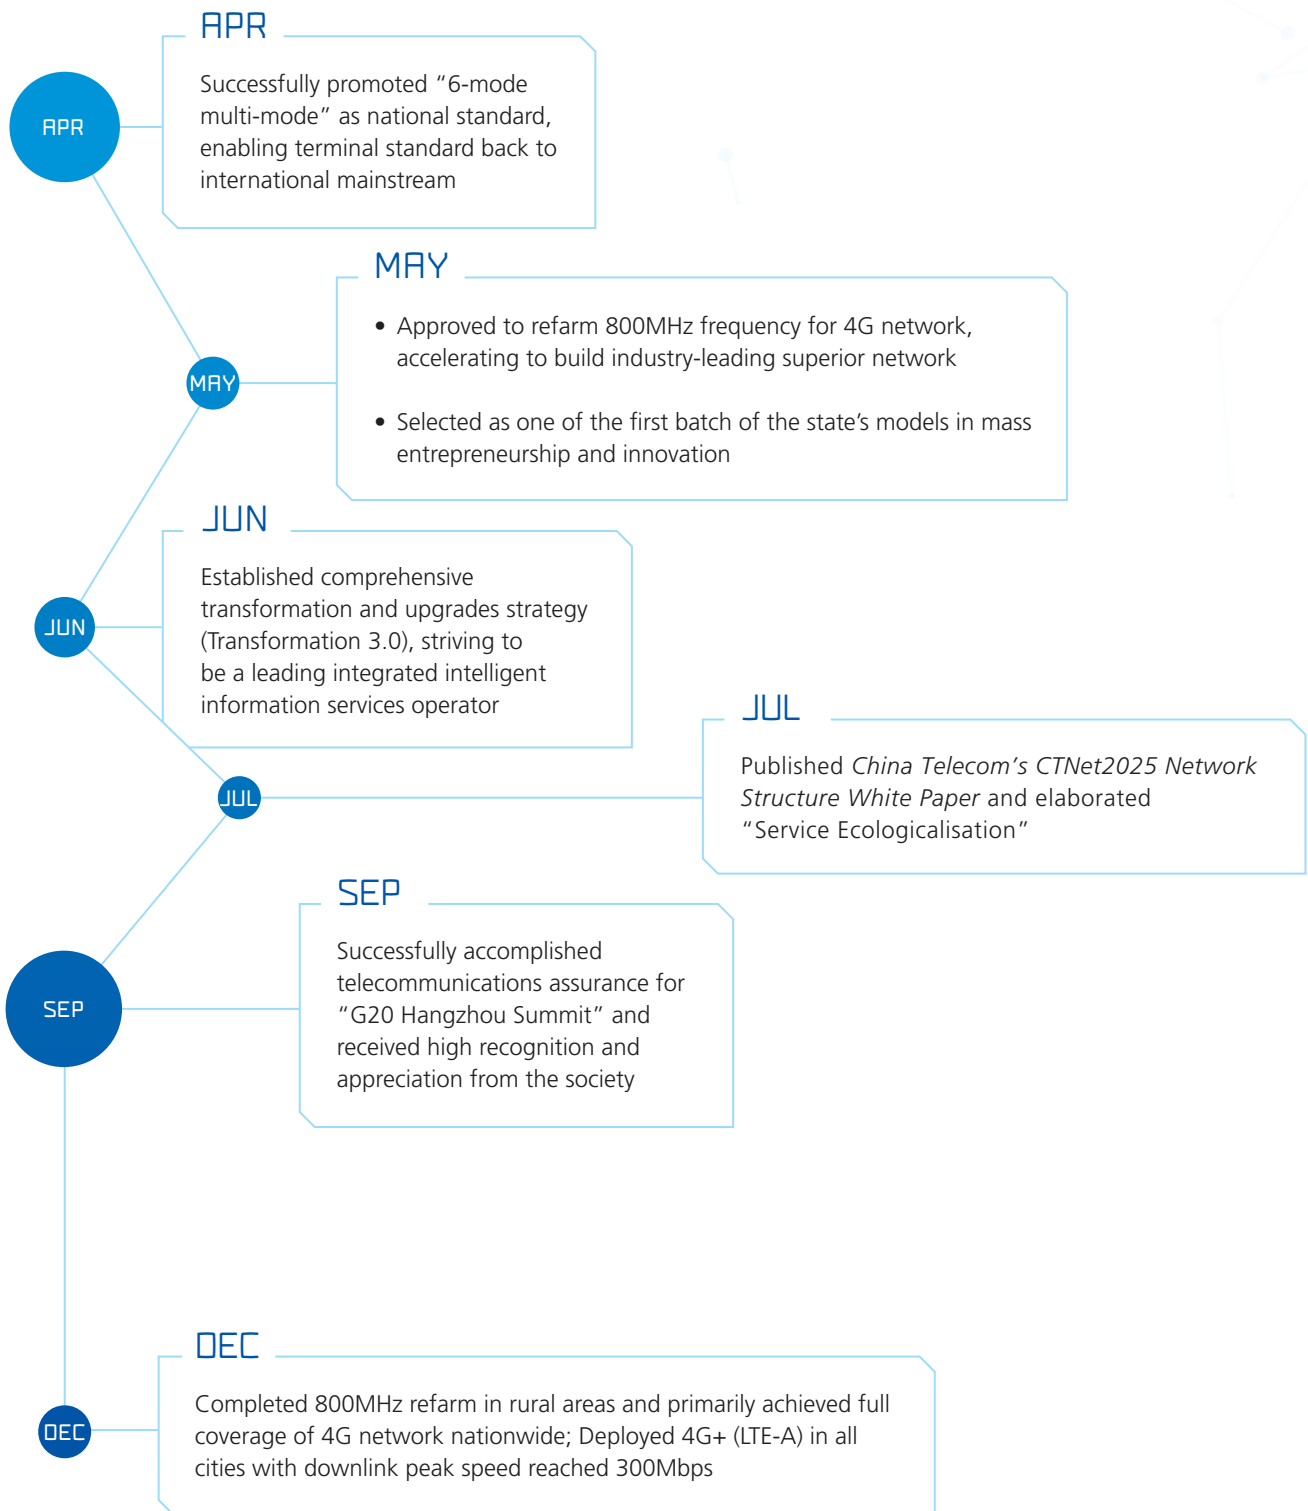 APR
APR
Successfully promoted “6-mode
multi-mode” as national standard,
enabling terminal standard back to
international mainstream
MAY
MAY
• Approved to refarm 800MHz frequency for 4G network,
accelerating to build industry-leading superior network
• Selected as one of the first batch of the state’s models in mass
entrepreneurship and innovation
JUN
JUN
Established comprehensive
transformation and upgrades strategy
(Transformation 3.0), striving to
be a leading integrated intelligent
information services operator
JUL
JUL
Published China Telecom’s CTNet2025 Network
Structure White Paper and elaborated
“Service Ecologicalisation”
SEP
SEP
Successfully accomplished
telecommunications assurance for
“G20 Hangzhou Summit” and
received high recognition and
appreciation from the society
DEC
DEC
Completed 800MHz refarm in rural areas and primarily achieved full
coverage of 4G network nationwide; Deployed 4G+ (LTE-A) in all
cities with downlink peak speed reached 300Mbps